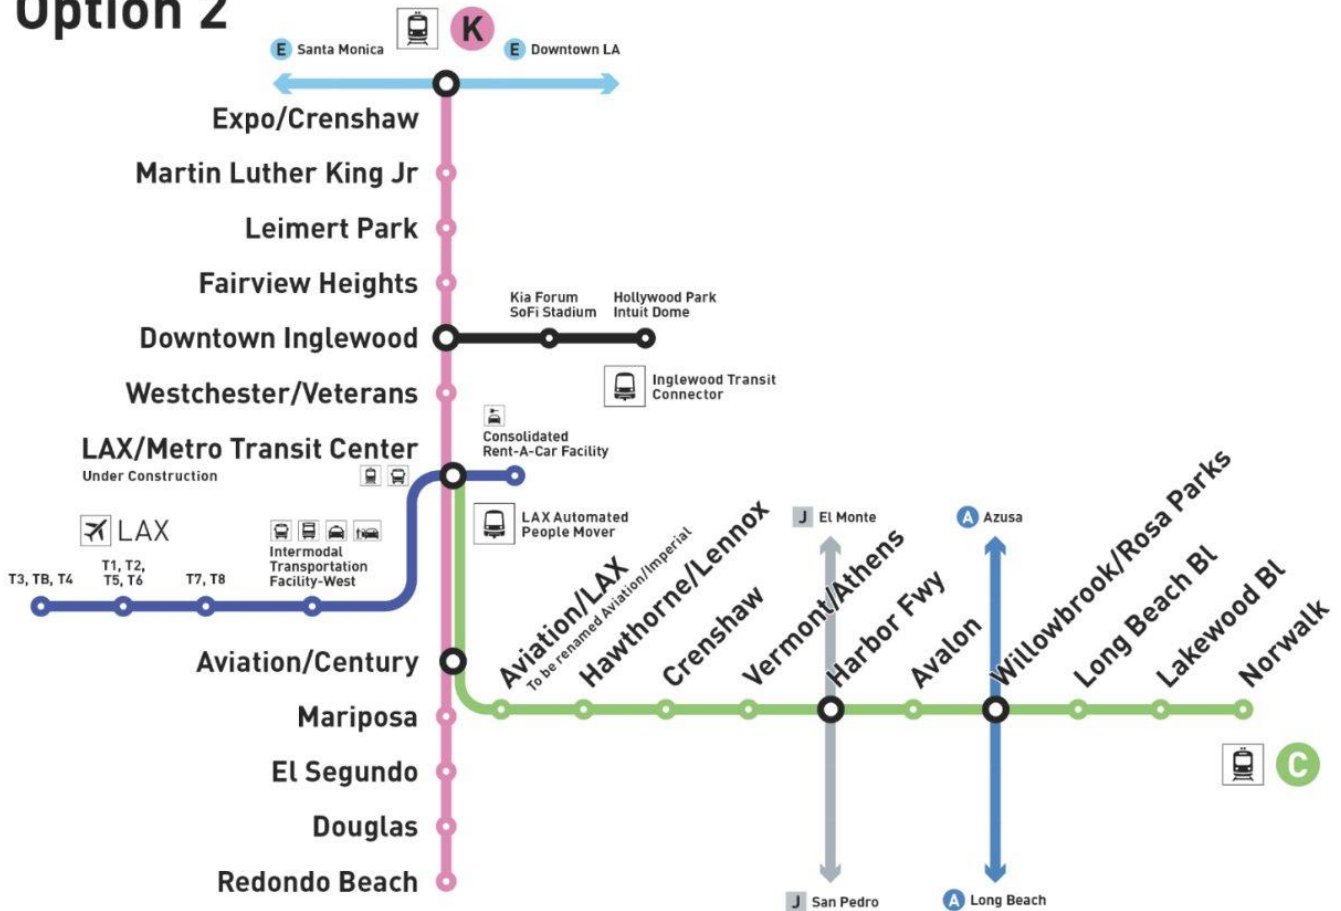 Option 2
K
E Santa Monica
E Downtown LA
Expo/Crenshaw
Martin Luther King Jr
Leimert Park
Fairview Heights
Kia Forum
SoFi Stadium
Hollywood Park
Intuit Dome
Downtown Inglewood
Inglewood Transit
Connector
Westchester/Veterans
LAX/Metro Transit Center
Under Construction
Consolidated
Rent-A-Car Facility
LAX Automated
People Mover
LAX
Intermodal
Transportation
Facility-West
T3, TB, T4
T1, T2,
T5, T6
T7, T8
J El Monte
A Azusa
Aviation/LAX
To be renamed Aviation/Imperial
Hawthorne/Lennox
Crenshaw
Vermont/Athens
Harbor Fwy
Avalon
Willowbrook/Rosa Parks
Long Beach Bl
Lakewood Bl
Norwalk
Aviation/Century
Mariposa
El Segundo
C
Douglas
Redondo Beach
J San Pedro
A Long Beach